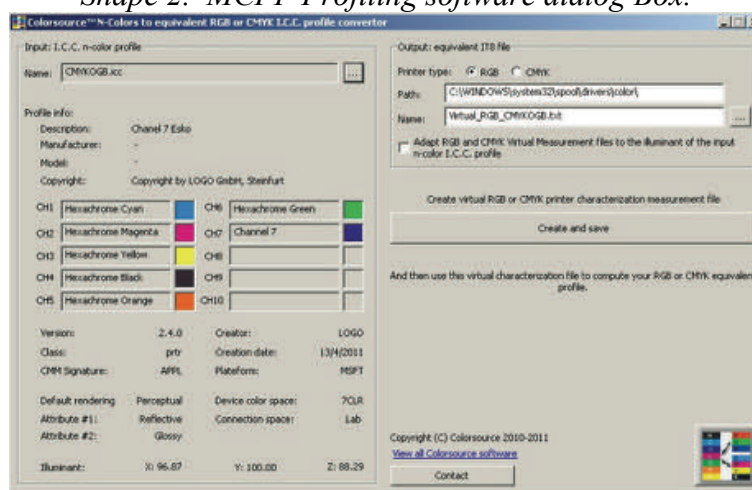 Shape 2: MCPT Profiling software dialog Box.
Colorsource™ N-Colors to equivalent RGB or CMYK I.C.C. profile convertor
Input: I.C.C. n-color profile
Name: CMYKOGB.icc ...
Profile info:
Description: Chanel 7 Esko
Manufacturer: -
Model: -
Copyright: Copyright by LOGO GmbH, Steinfurt
CH1 Hexachrome Cyan CH6 Hexachrome Green
CH2 Hexachrome Magenta CH7 Channel 7
CH3 Hexachrome Yellow CH8
CH4 Hexachrome Black CH9
CH5 Hexachrome Orange CH10
Version: 2.4.0 Creator: LOGO
Class: prtr Creation date: 13/4/2011
CMM Signature: APPL Plateform: MSFT
Default rendering Perceptual Device color space: 7CLR
Attribute #1: Reflective Connection space: Lab
Attribute #2: Glossy
Illuminant: X: 96.87 Y: 100.00 Z: 88.29
Output: equivalent IT8 file
Printer type: RGB CMYK
Path: C:\WINDOWS\system32\spool\drivers\color\
Name: Virtual_RGB_CMYKOGB.txt ...
Adapt RGB and CMYK Virtual Measurement files to the illuminant of the input
n-color I.C.C. profile
Create virtual RGB or CMYK printer characterization measurement file
Create and save
And then use this virtual characterization file to compute your RGB or CMYK equivalent
profile.
Copyright (C) Colorsource 2010-2011
View all Colorsource software
Contact